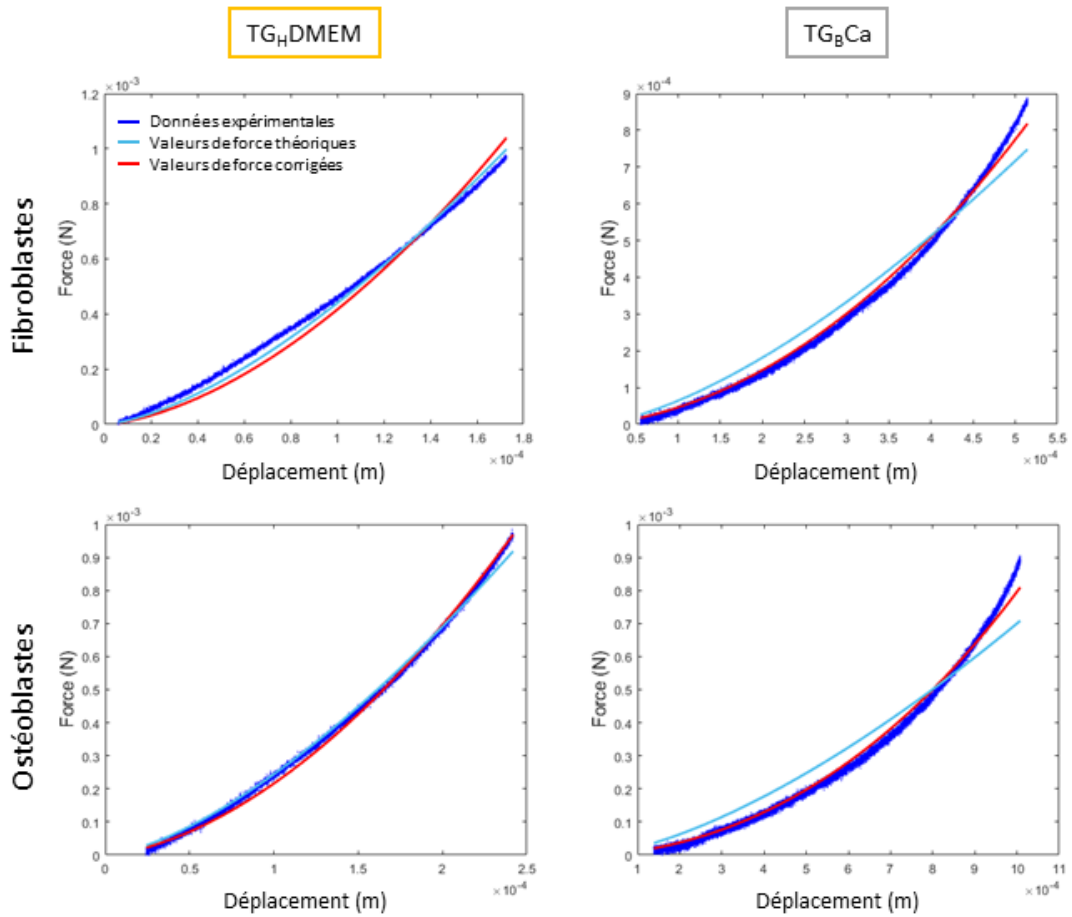 TGHDMEM
TGBCa
Fibroblastes
×10-3
1.2
1
0.8
0.6
0.4
0.2
0
Force (N)
Données expérimentales
Valeurs de force théoriques
Valeurs de force corrigées
0 0.2 0.4 0.6 0.8 1 1.2 1.4 1.6 1.8
×10-4
Déplacement (m)
×10-4
9
8
7
6
5
4
3
2
1
0
Force (N)
0.5 1 1.5 2 2.5 3 3.5 4 4.5 5 5.5
×10-4
Déplacement (m)
Ostéoblastes
×10-3
1
0.9
0.8
0.7
0.6
0.5
0.4
0.3
0.2
0.1
0
Force (N)
0 0.5 1 1.5 2 2.5
×10-4
Déplacement (m)
×10-3
1
0.9
0.8
0.7
0.6
0.5
0.4
0.3
0.2
0.1
0
Force (N)
1 2 3 4 5 6 7 8 9 10 11
×10-4
Déplacement (m)